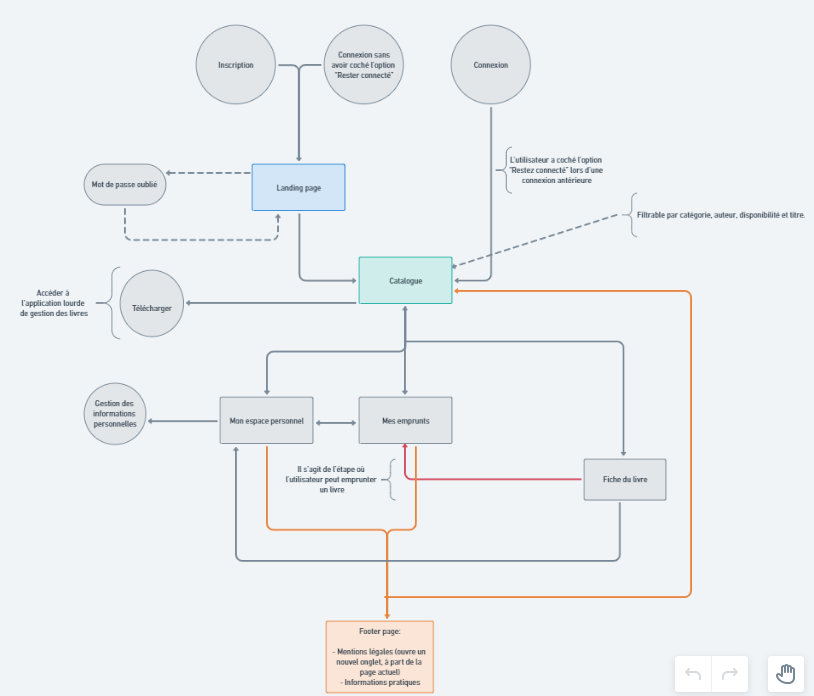 Inscription
Connexion sans
avoir coché l'option
"Rester connecté"
Connexion
L'utilisateur a coché l'option
"Restez connecté" lors d'une
connexion antérieure
Mot de passe oublié
Landing page
Filtrable par catégorie, auteur, disponibilité et titre.
Catalogue
Accéder à
l'application lourde
de gestion des livres
Télécharger
Gestion des
informations
personnelles
Mon espace personnel
Mes emprunts
Il s'agit de l'étape où
l'utilisateur peut emprunter
un livre
Fiche du livre
Footer page:
- Mentions légales (ouvre un
nouvel onglet, à part de la
page actuel)
- Informations pratiques